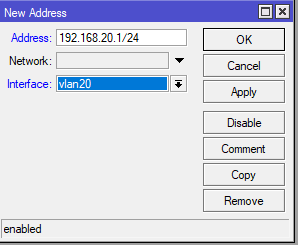 New Address
Address: 192.168.20.1/24
OK
Network:
Cancel
Interface: vlan20
Apply
Disable
Comment
Copy
Remove
enabled